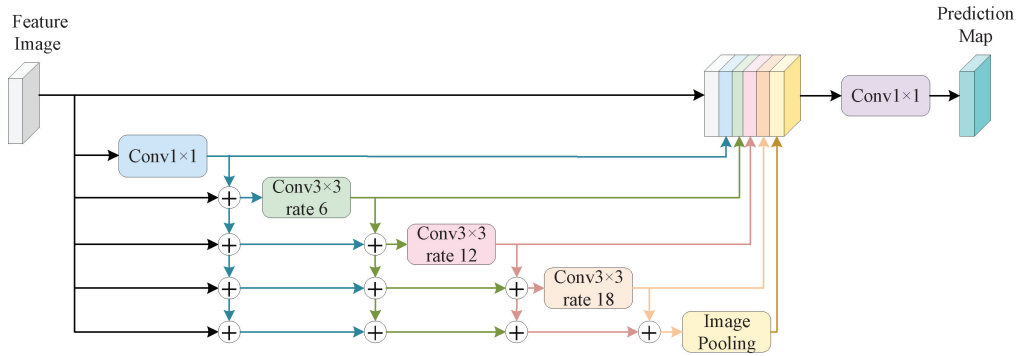 Feature
Image
Prediction
Map
Conv1×1
Conv1×1
Conv3×3
rate 6
Conv3×3
rate 12
Conv3×3
rate 18
Image
Pooling